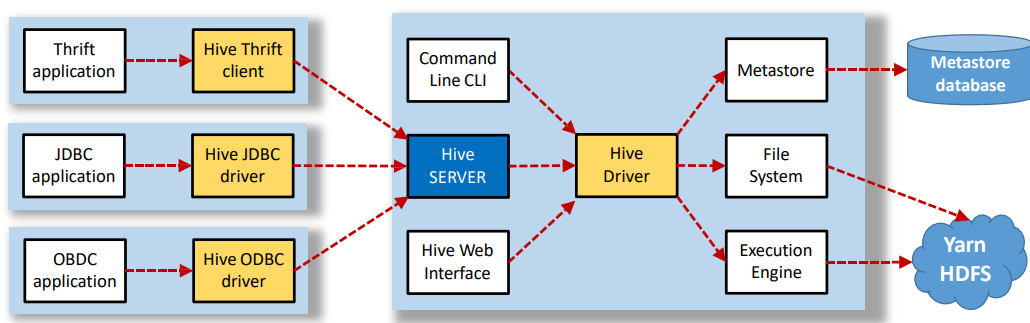 Thrift
application
Hive Thrift
client
JDBC
application
Hive JDBC
driver
OBDC
application
Hive ODBC
driver
Command
Line CLI
Hive
SERVER
Hive Web
Interface
Hive
Driver
Metastore
File
System
Execution
Engine
Metastore
database
Yarn
HDFS